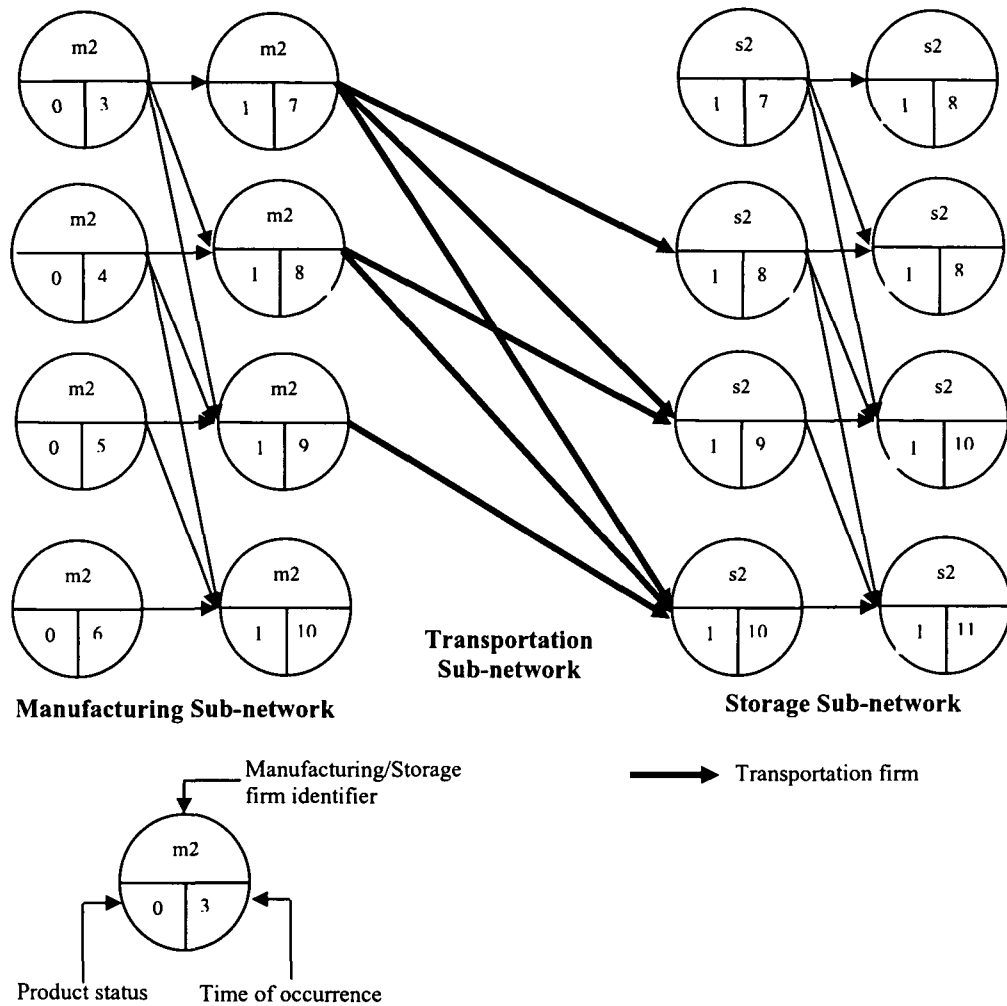 m2 m2 s2 s2
0 3 1 7 1 7 1 8
m2 m2 s2 s2
0 4 1 8 1 8 1 8
m2 m2 s2 s2
0 5 1 9 1 9 1 10
m2 m2 s2 s2
0 6 1 10 1 10 1 11
Transportation
Sub-network
Manufacturing Sub-network
Storage Sub-network
Manufacturing/Storage
firm identifier
Transportation firm
m2
0 3
Product status
Time of occurrence